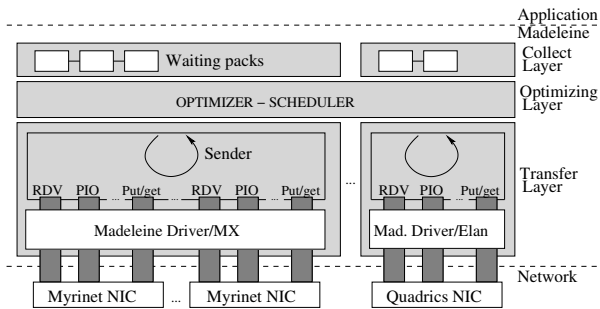 Application
Madeleine
Waiting packs
...
Collect
Layer
OPTIMIZER – SCHEDULER
Optimizing
Layer
Sender
RDV PIO ... Put/get ... RDV PIO ... Put/get
...
RDV PIO ... Put/get
Transfer
Layer
Madeleine Driver/MX
Mad. Driver/Elan
Network
Myrinet NIC ... Myrinet NIC
Quadrics NIC